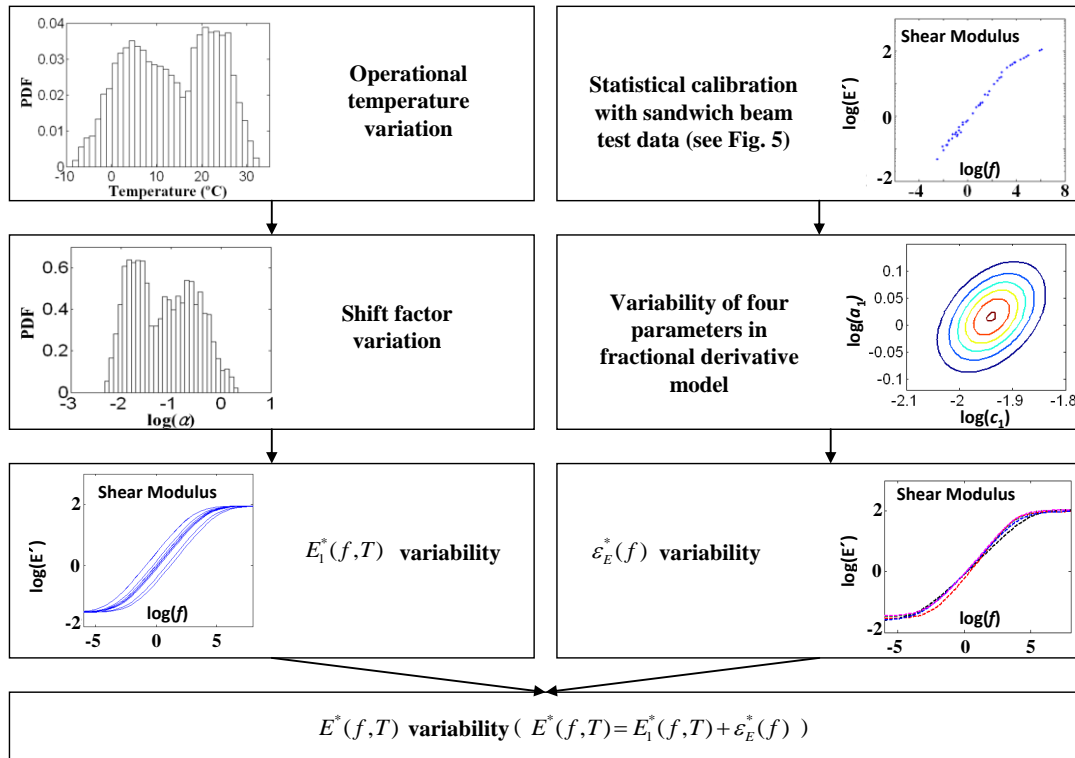 0.04
0.03
0.02
0.01
0
PDF
-10 0 10 20 30
Temperature (°C)
Operational
temperature
variation
Statistical calibration
with sandwich beam
test data (see Fig. 5)
Shear Modulus
log(E′)
2
0
-2
log(f)
-4 0 4 8
0.6
0.4
0.2
0
PDF
-3 -2 -1 0 1
log(α)
Shift factor
variation
Variability of four
parameters in
fractional derivative
model
0.1
0.05
0
-0.05
-0.1
log(a₁)
-2.1 -2 -1.9 -1.8
log(c₁)
Shear Modulus
log(E′)
2
0
-2
log(f)
-5 0 5
E₁*(f,T) variability
ε_E*(f) variability
Shear Modulus
log(E′)
2
0
-2
log(f)
-5 0 5
E*(f,T) variability ( E*(f,T) = E₁*(f,T) + ε_E*(f) )